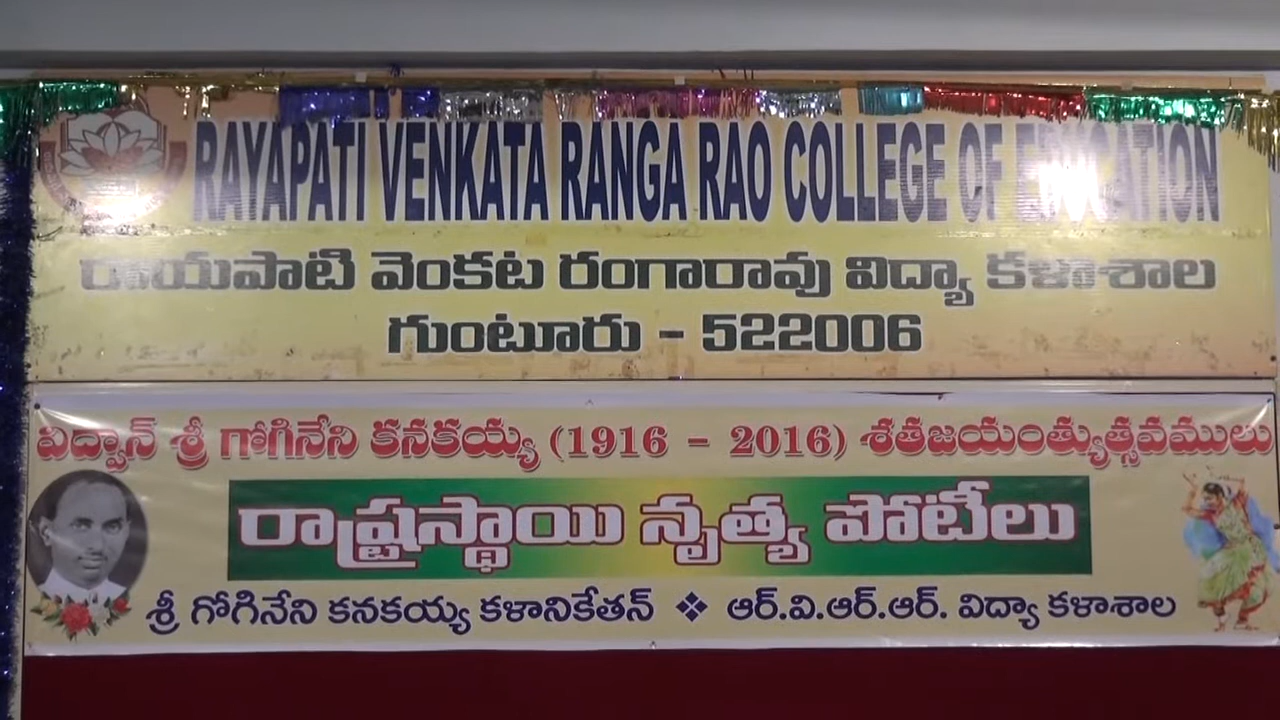 RAYAPATI VENKATA RANGA RAO COLLEGE OF EDUCATION
రాయపాటి వెంకట రంగారావు విద్యా కళాశాల
గుంటూరు - 522006
విద్వాన్ శ్రీ గోగినేని కనకయ్య (1916 - 2016) శతజయంత్యుత్సవములు
రాష్ట్రస్థాయి నృత్య పోటీలు
శ్రీ గోగినేని కనకయ్య కళానికేతన్ ❖ ఆర్.వి.ఆర్.ఆర్. విద్యా కళాశాల